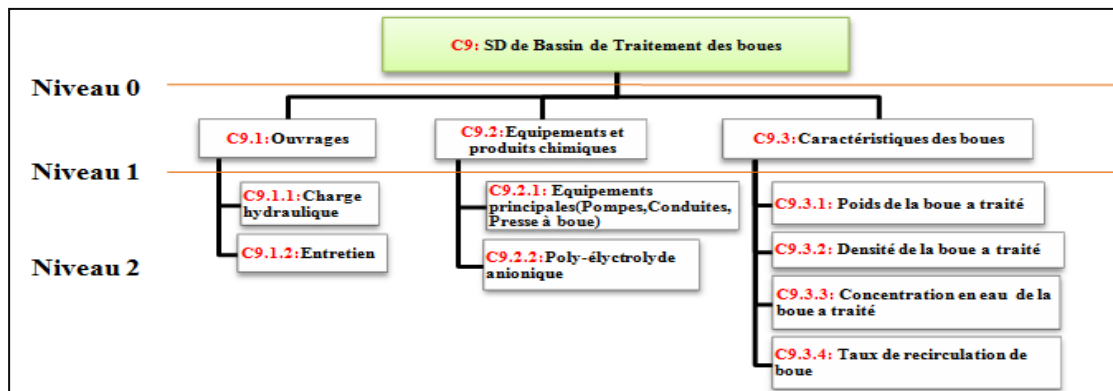 C9: SD de Bassin de Traitement des boues
Niveau 0
C9.1: Ouvrages
C9.2: Equipements et
produits chimiques
C9.3: Caractéristiques des boues
Niveau 1
C9.1.1: Charge
hydraulique
C9.1.2: Entretien
C9.2.1: Equipements
principales(Pompes,Conduites,
Presse à boue)
C9.2.2: Poly-élyctrolyde
anionique
C9.3.1: Poids de la boue a traité
C9.3.2: Densité de la boue a traité
C9.3.3: Concentration en eau de la
boue a traité
C9.3.4: Taux de recirculation de
boue
Niveau 2